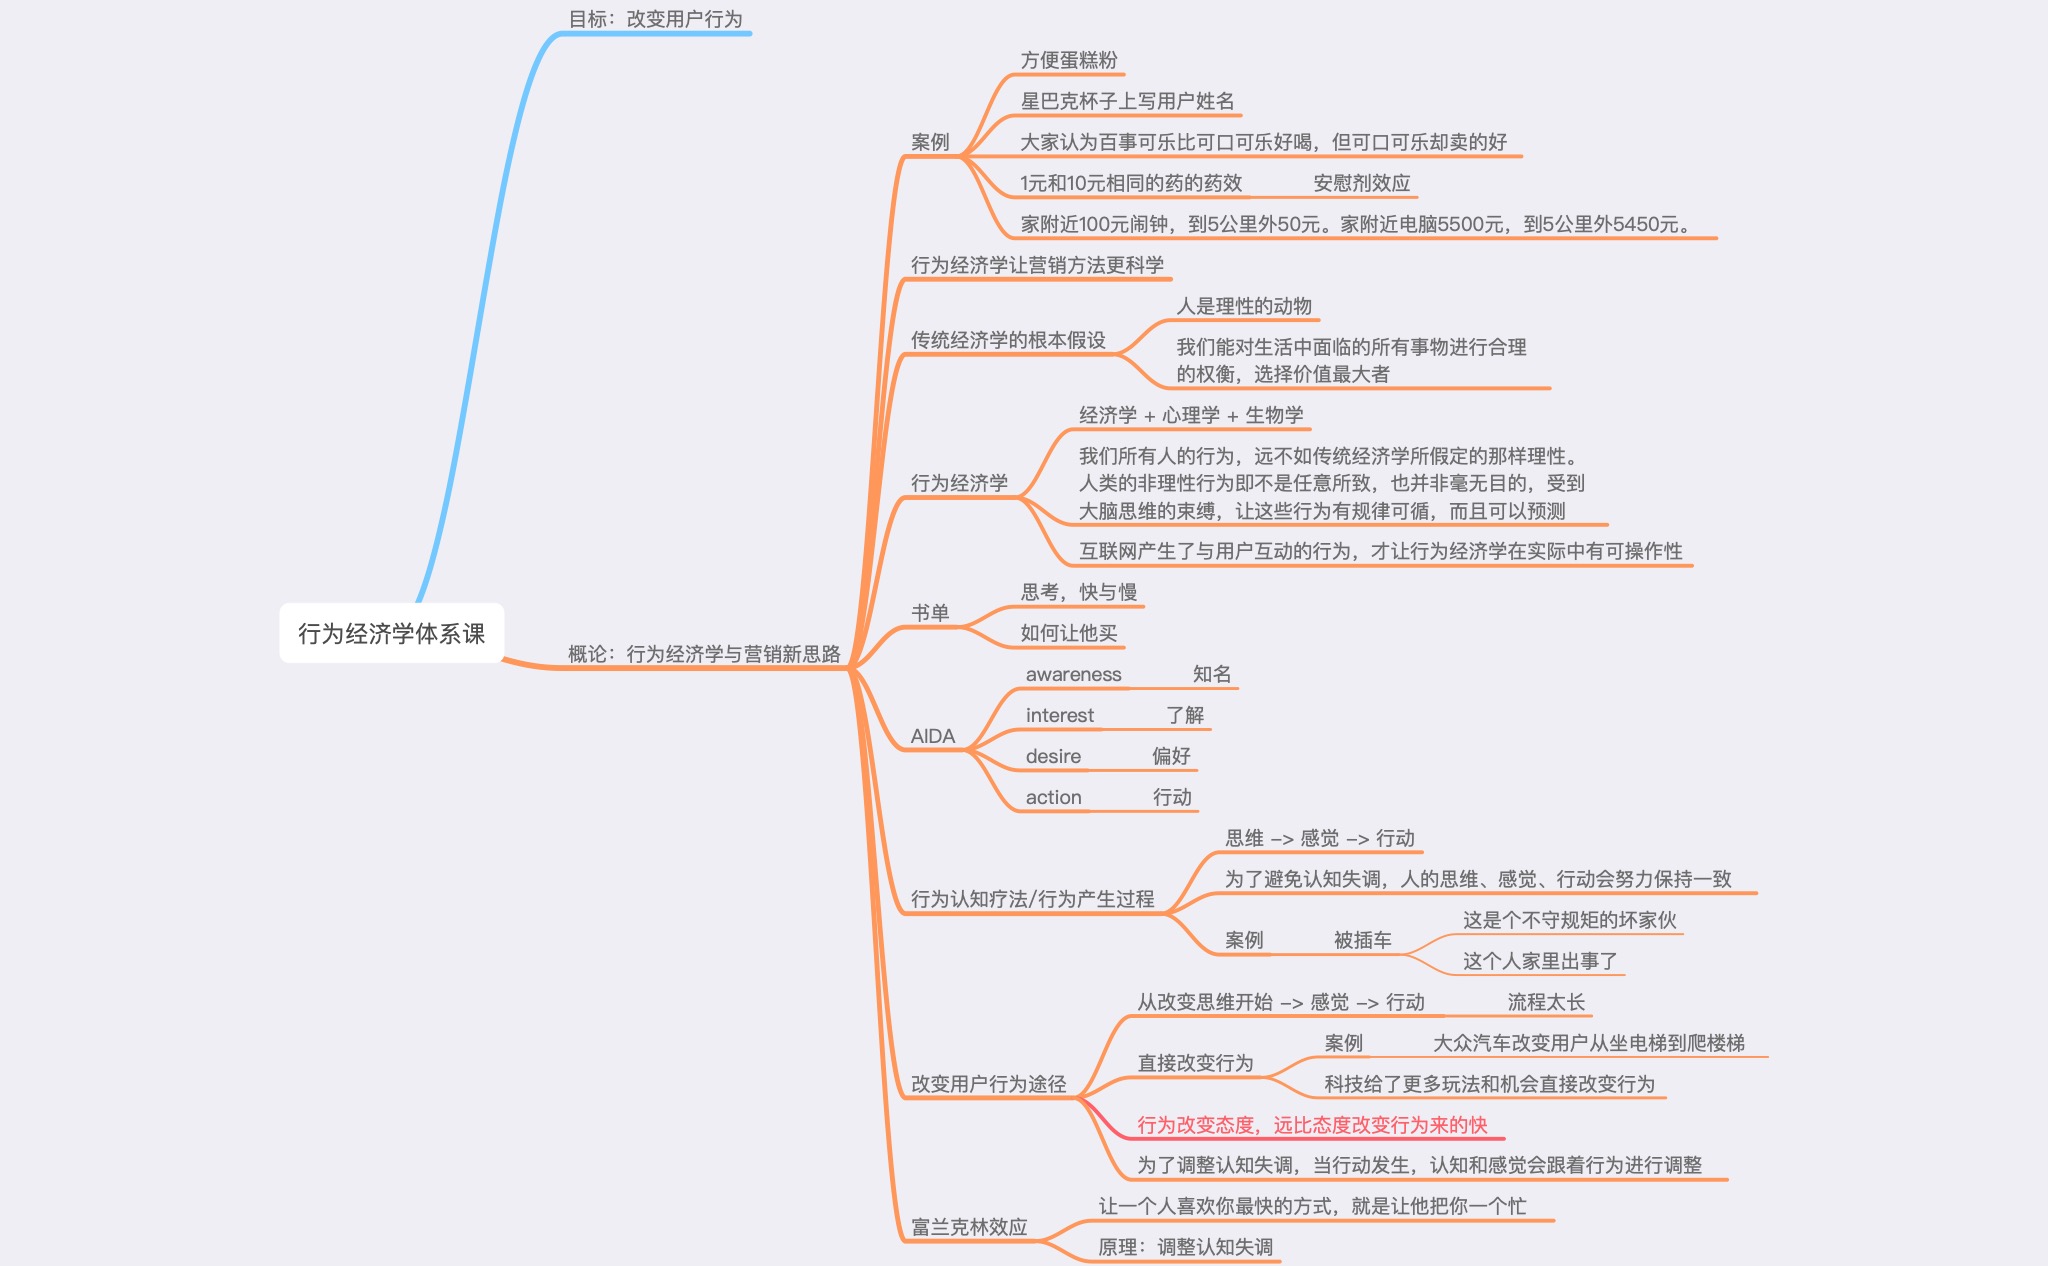 目标：改变用户行为
方便蛋糕粉
星巴克杯子上写用户姓名
案例
大家认为百事可乐比可口可乐好喝，但可口可乐却卖的好
1元和10元相同的药的药效
安慰剂效应
家附近100元闹钟，到5公里外50元。家附近电脑5500元，到5公里外5450元。
行为经济学让营销方法更科学
人是理性的动物
传统经济学的根本假设
我们能对生活中面临的所有事物进行合理
的权衡，选择价值最大者
经济学 + 心理学 + 生物学
行为经济学
我们所有人的行为，远不如传统经济学所假定的那样理性。
人类的非理性行为即不是任意所致，也并非毫无目的，受到
大脑思维的束缚，让这些行为有规律可循，而且可以预测
互联网产生了与用户互动的行为，才让行为经济学在实际中有可操作性
书单
思考，快与慢
如何让他买
行为经济学体系课
概论：行为经济学与营销新思路
AIDA
awareness
知名
interest
了解
desire
偏好
action
行动
行为认知疗法/行为产生过程
思维 -> 感觉 -> 行动
为了避免认知失调，人的思维、感觉、行动会努力保持一致
案例
被插车
这是个不守规矩的坏家伙
这个人家里出事了
改变用户行为途径
从改变思维开始 -> 感觉 -> 行动
流程太长
直接改变行为
案例
大众汽车改变用户从坐电梯到爬楼梯
科技给了更多玩法和机会直接改变行为
行为改变态度，远比态度改变行为来的快
为了调整认知失调，当行动发生，认知和感觉会跟着行为进行调整
富兰克林效应
让一个人喜欢你最快的方式，就是让他把你一个忙
原理：调整认知失调